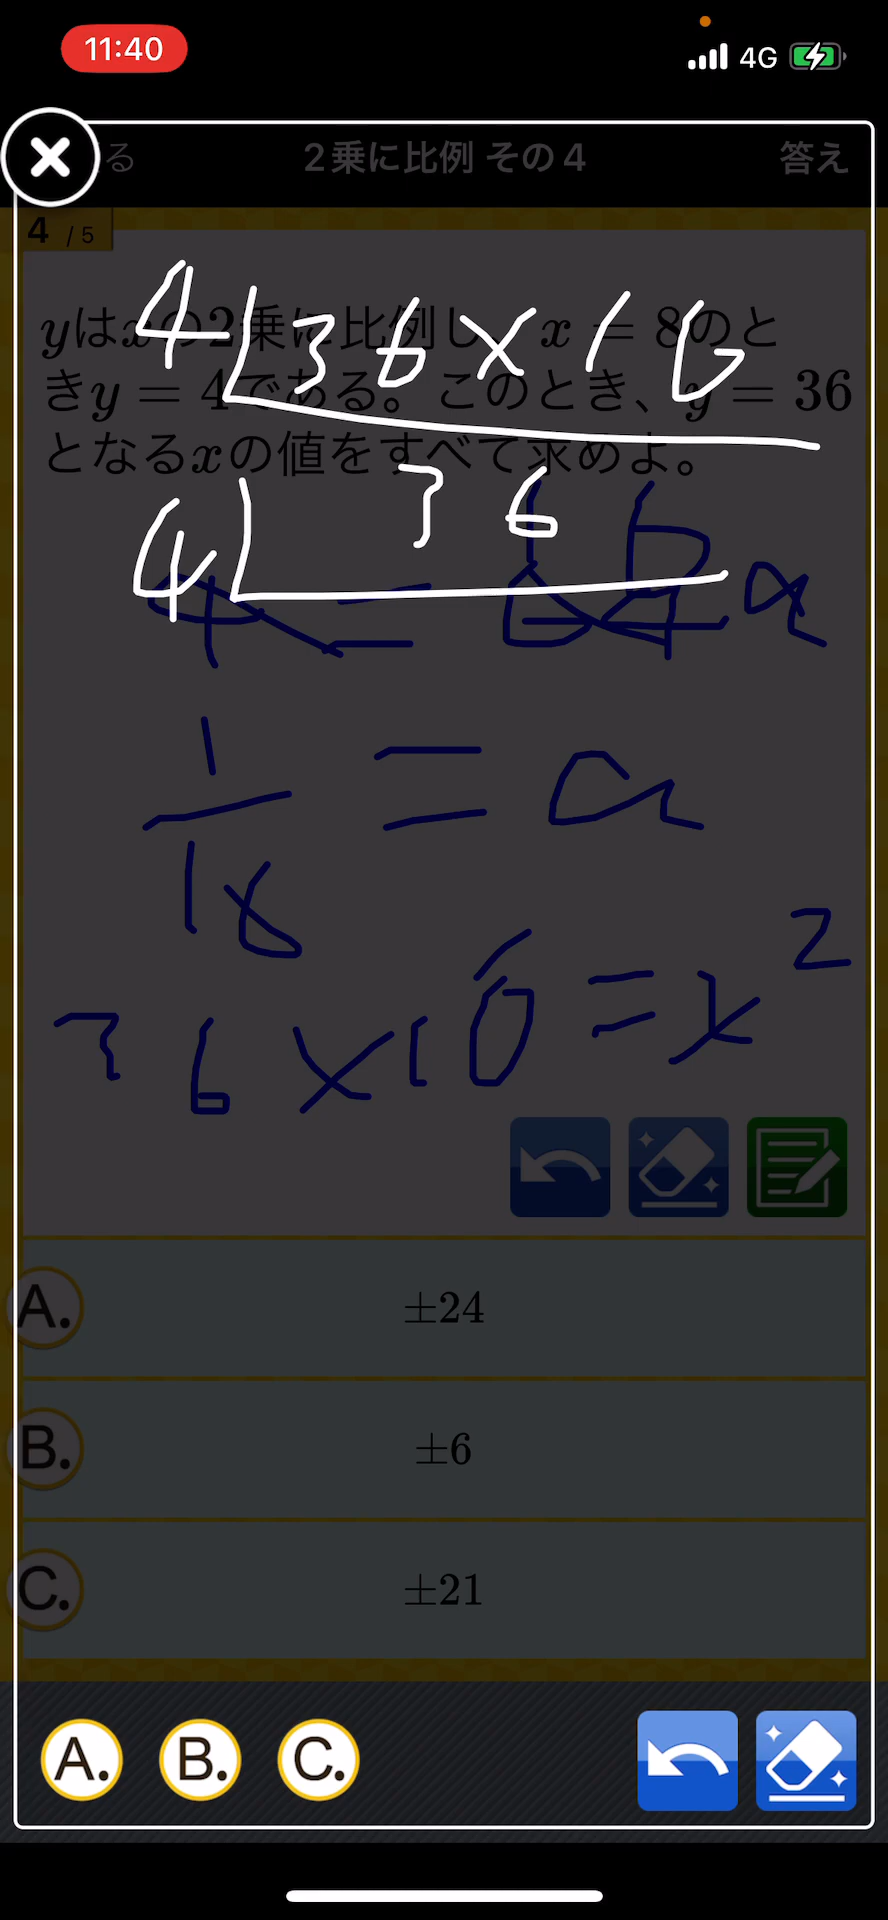 11:40 4G
る 2乗に比例 その4 答え
4 / 5
yはxの2乗に比例し、x = 8のと
きy = 4である。このとき、y = 36
となるxの値をすべて求めよ。
4 36×16
4 36
4 = 64a
1/16 = a
36×16=x²
A. ±24
B. ±6
C. ±21
A. B. C.